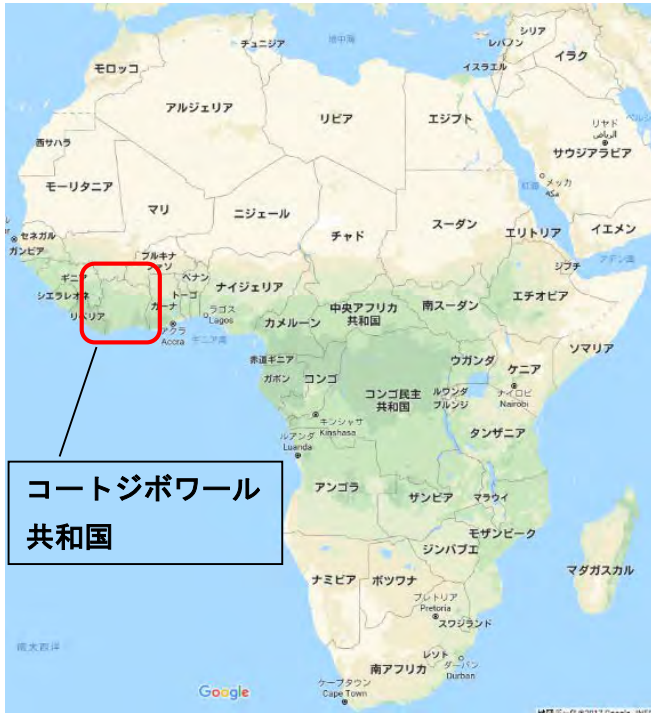 シリア
チュニジア
地中海
レバノン
イラク
モロッコ
イスラエル
アルジェリア
リビア
エジプト
リヤド
الرياض
西サハラ
サウジアラビア
メッカ
مكة
紅海
モーリタニア
マリ
ニジェール
チャド
スーダン
エリトリア
イエメン
セネガル
ガンビア
アデン湾
ブルキナ
ファソ
ジブチ
ギニア
ベナン
ナイジェリア
エチオピア
シエラレオネ
トーゴ
ガーナ
ラゴス
Lagos
中央アフリカ
共和国
南スーダン
リベリア
アクラ
Accra
カメルーン
ギニア湾
ソマリア
赤道ギニア
ウガンダ
ケニア
ガボン
コンゴ
コンゴ民主
共和国
ルワンダ
ブルンジ
ナイロビ
Nairobi
キンシャサ
Kinshasa
ルアンダ
Luanda
タンザニア
コートジボワール
共和国
アンゴラ
ザンビア
マラウイ
モザンビーク
ジンバブエ
マダガスカル
ナミビア
ボツワナ
プレトリア
Pretoria
スワジランド
南大西洋
レソト
ダーバン
Durban
南アフリカ
ケープタウン
Cape Town
Google